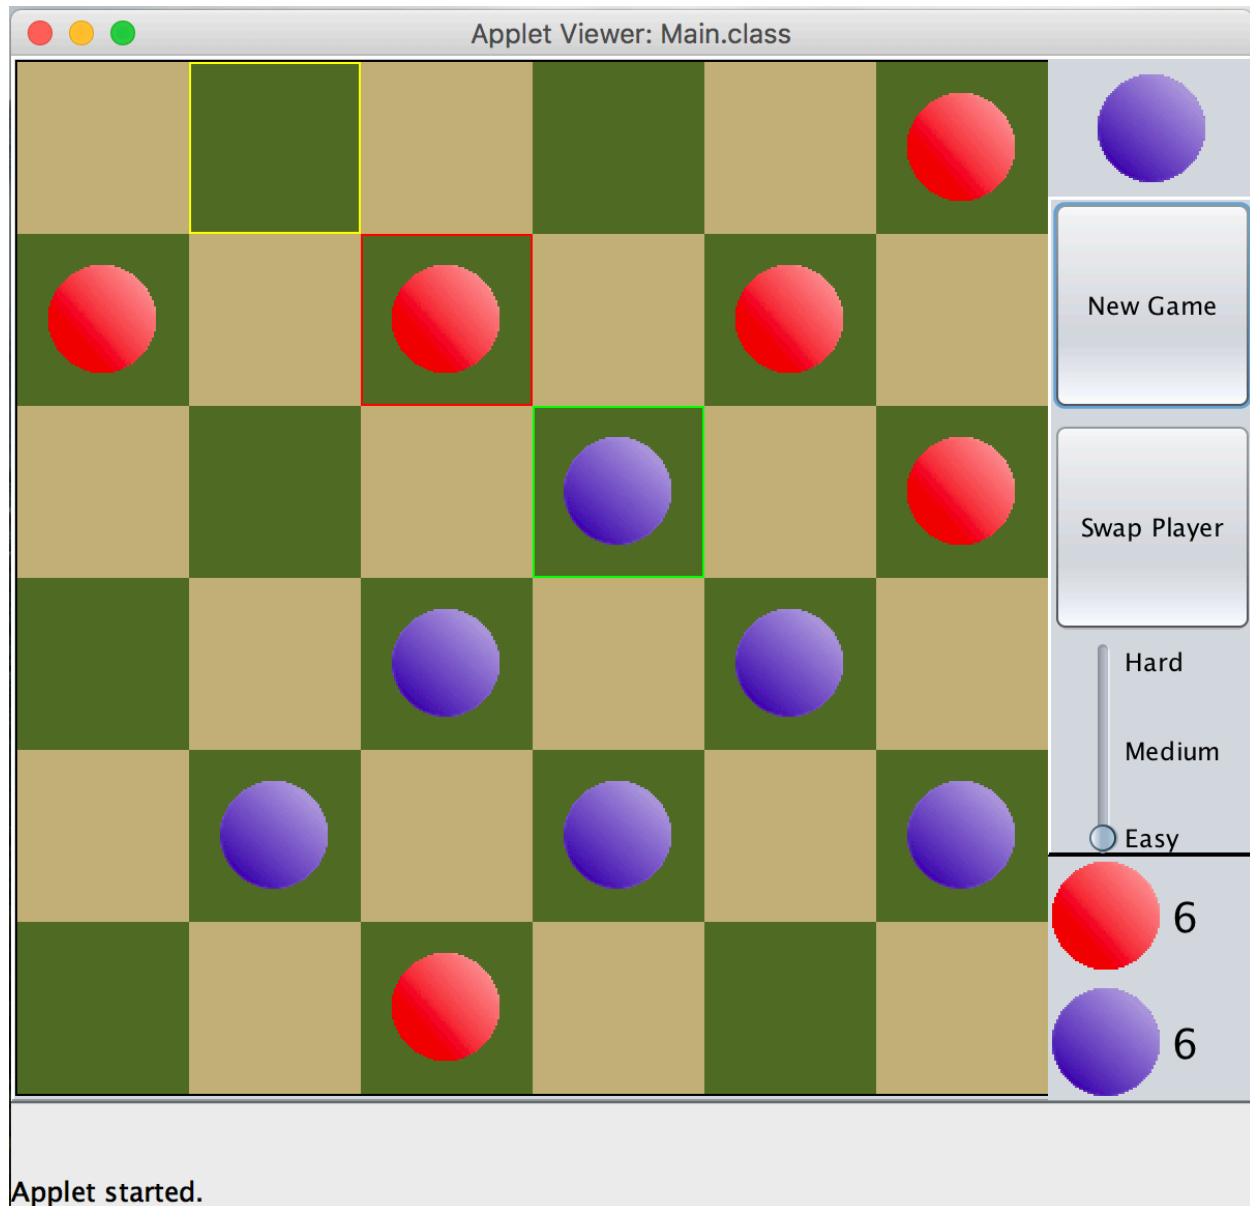 Applet Viewer: Main.class
New Game
Swap Player
Hard
Medium
Easy
6
6
Applet started.